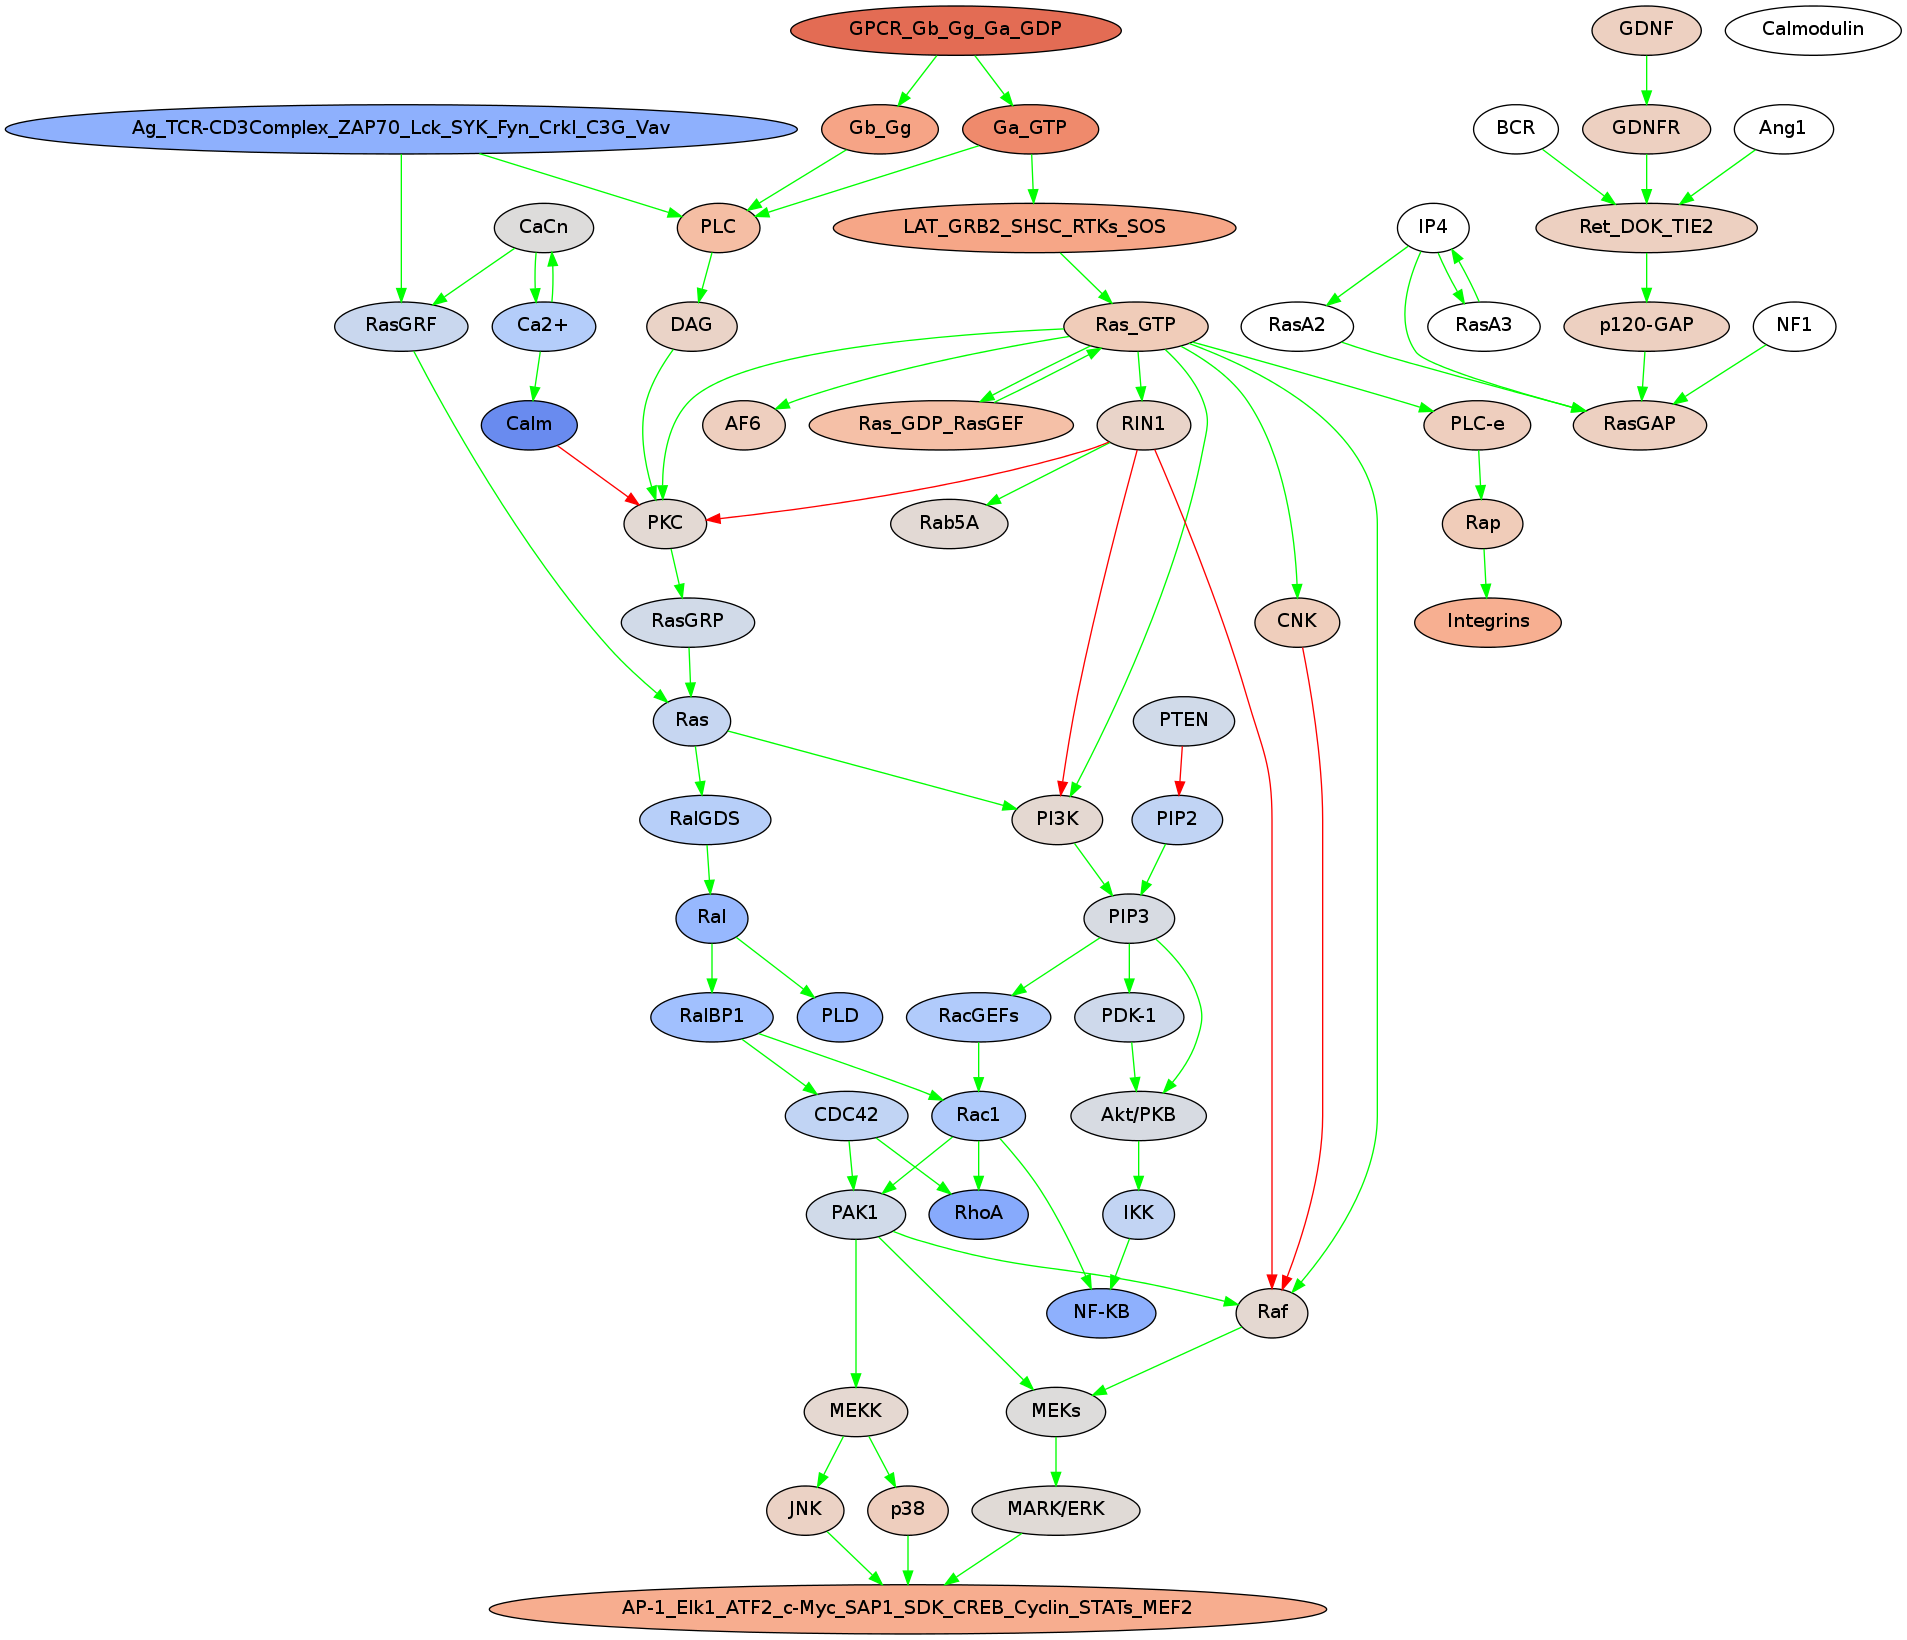 GPCR_Gb_Gg_Ga_GDP
GDNF
Calmodulin
Ag_TCR-CD3Complex_ZAP70_Lck_SYK_Fyn_Crkl_C3G_Vav
Gb_Gg
Ga_GTP
BCR
GDNFR
Ang1
CaCn
PLC
LAT_GRB2_SHSC_RTKs_SOS
IP4
Ret_DOK_TIE2
RasGRF
Ca2+
DAG
Ras_GTP
RasA2
RasA3
p120-GAP
NF1
Calm
AF6
Ras_GDP_RasGEF
RIN1
PLC-e
RasGAP
PKC
Rab5A
Rap
RasGRP
CNK
Integrins
Ras
PTEN
RalGDS
PI3K
PIP2
Ral
PIP3
RalBP1
PLD
RacGEFs
PDK-1
CDC42
Rac1
Akt/PKB
PAK1
RhoA
IKK
NF-KB
Raf
MEKK
MEKs
JNK
p38
MARK/ERK
AP-1_Elk1_ATF2_c-Myc_SAP1_SDK_CREB_Cyclin_STATs_MEF2